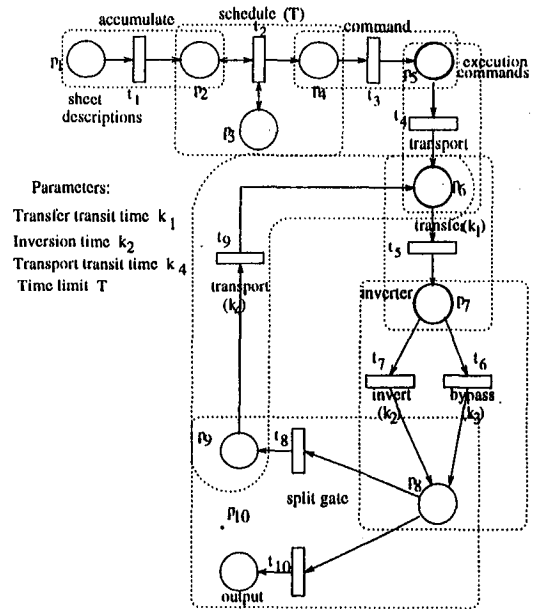 accumulate
schedule (T)
command
t2
p1
t1
p2
p4
t3
p5
execution
commands
sheet
descriptions
p3
t4
transport
p6
Parameters:
Transfer transit time k1
Inversion time k2
Transport transit time k4
Time limit T
transfer(k1)
t9
t5
transport
inverter
p7
t7
t6
invert
(k2)
bypass
(k3)
p9
t8
p8
split gate
p10
t10
output